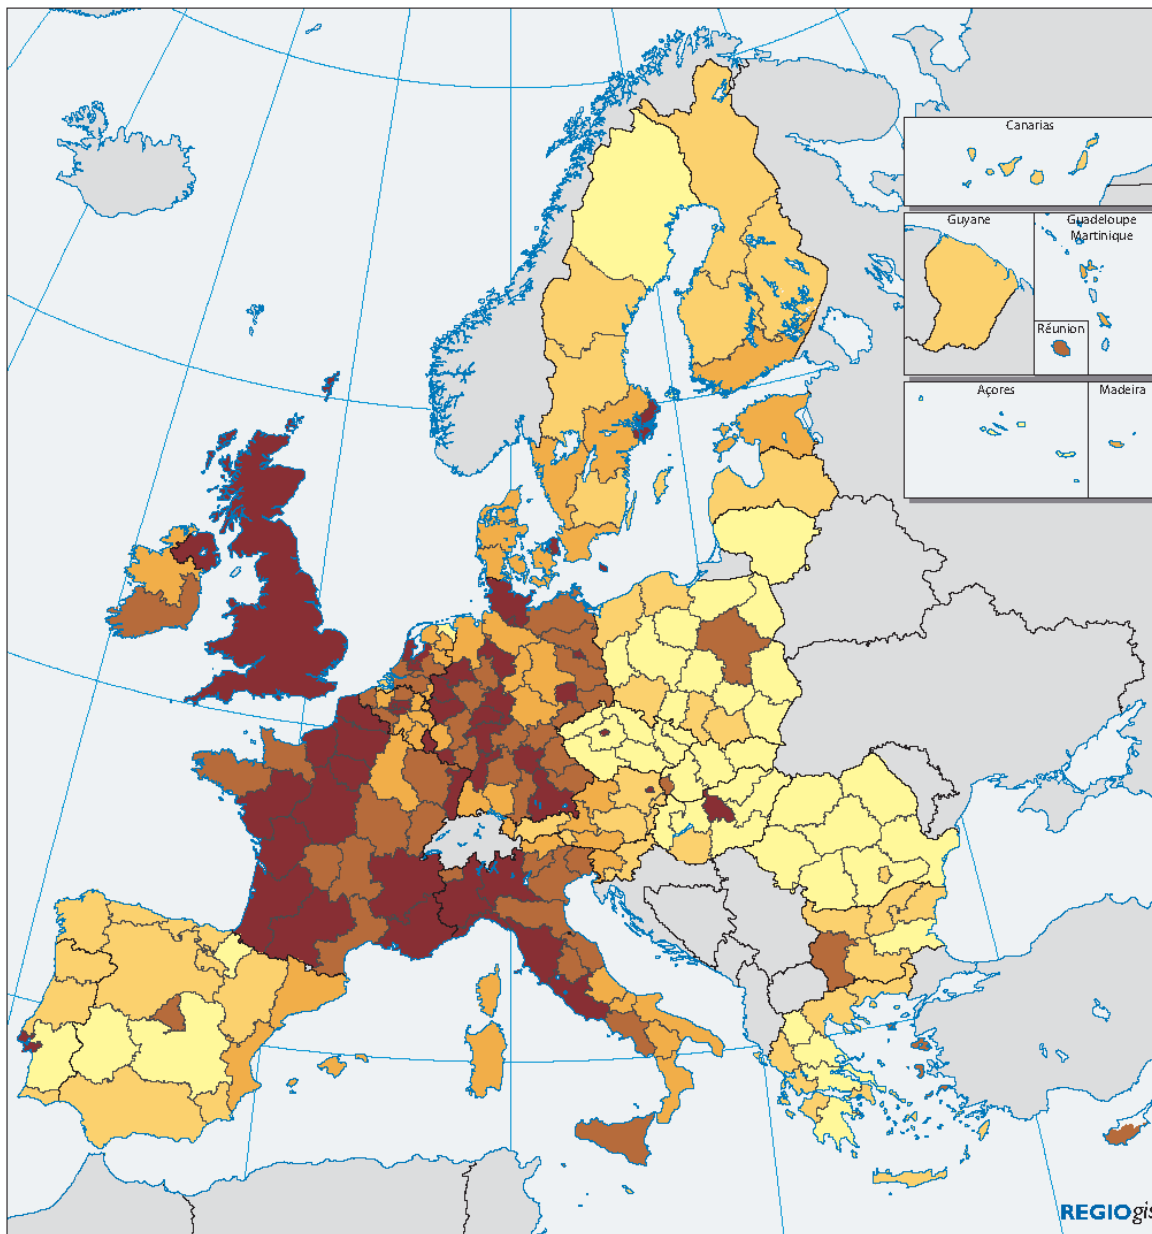 Canarias
Guyane
Guadeloupe
Martinique
Réunion
Açores
Madeira
REGIOgis